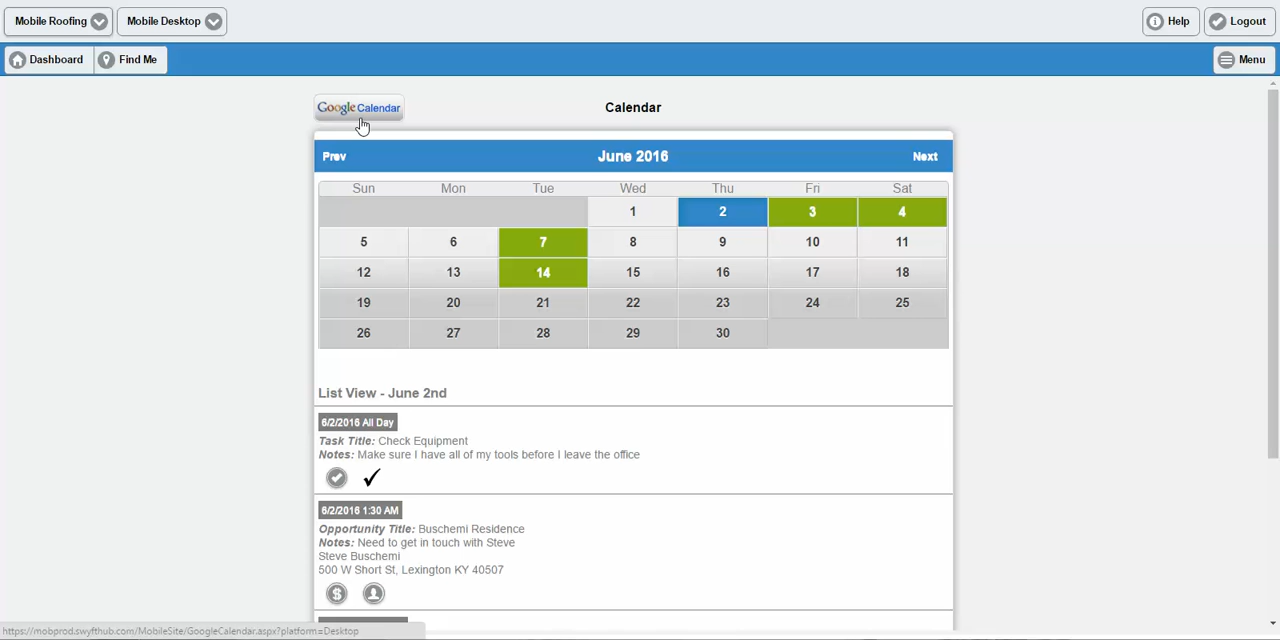 Mobile Roofing Mobile Desktop Help Logout
Dashboard Find Me Menu
Google Calendar Calendar
Prev June 2016 Next
Sun Mon Tue Wed Thu Fri Sat
1 2 3 4
5 6 7 8 9 10 11
12 13 14 15 16 17 18
19 20 21 22 23 24 25
26 27 28 29 30
List View - June 2nd
6/2/2016 All Day
Task Title: Check Equipment
Notes: Make sure I have all of my tools before I leave the office
6/2/2016 1:30 AM
Opportunity Title: Buschemi Residence
Notes: Need to get in touch with Steve
Steve Buschemi
500 W Short St, Lexington KY 40507
https://mobprod.swyfthub.com/MobileSite/GoogleCalendar.aspx?platform=Desktop